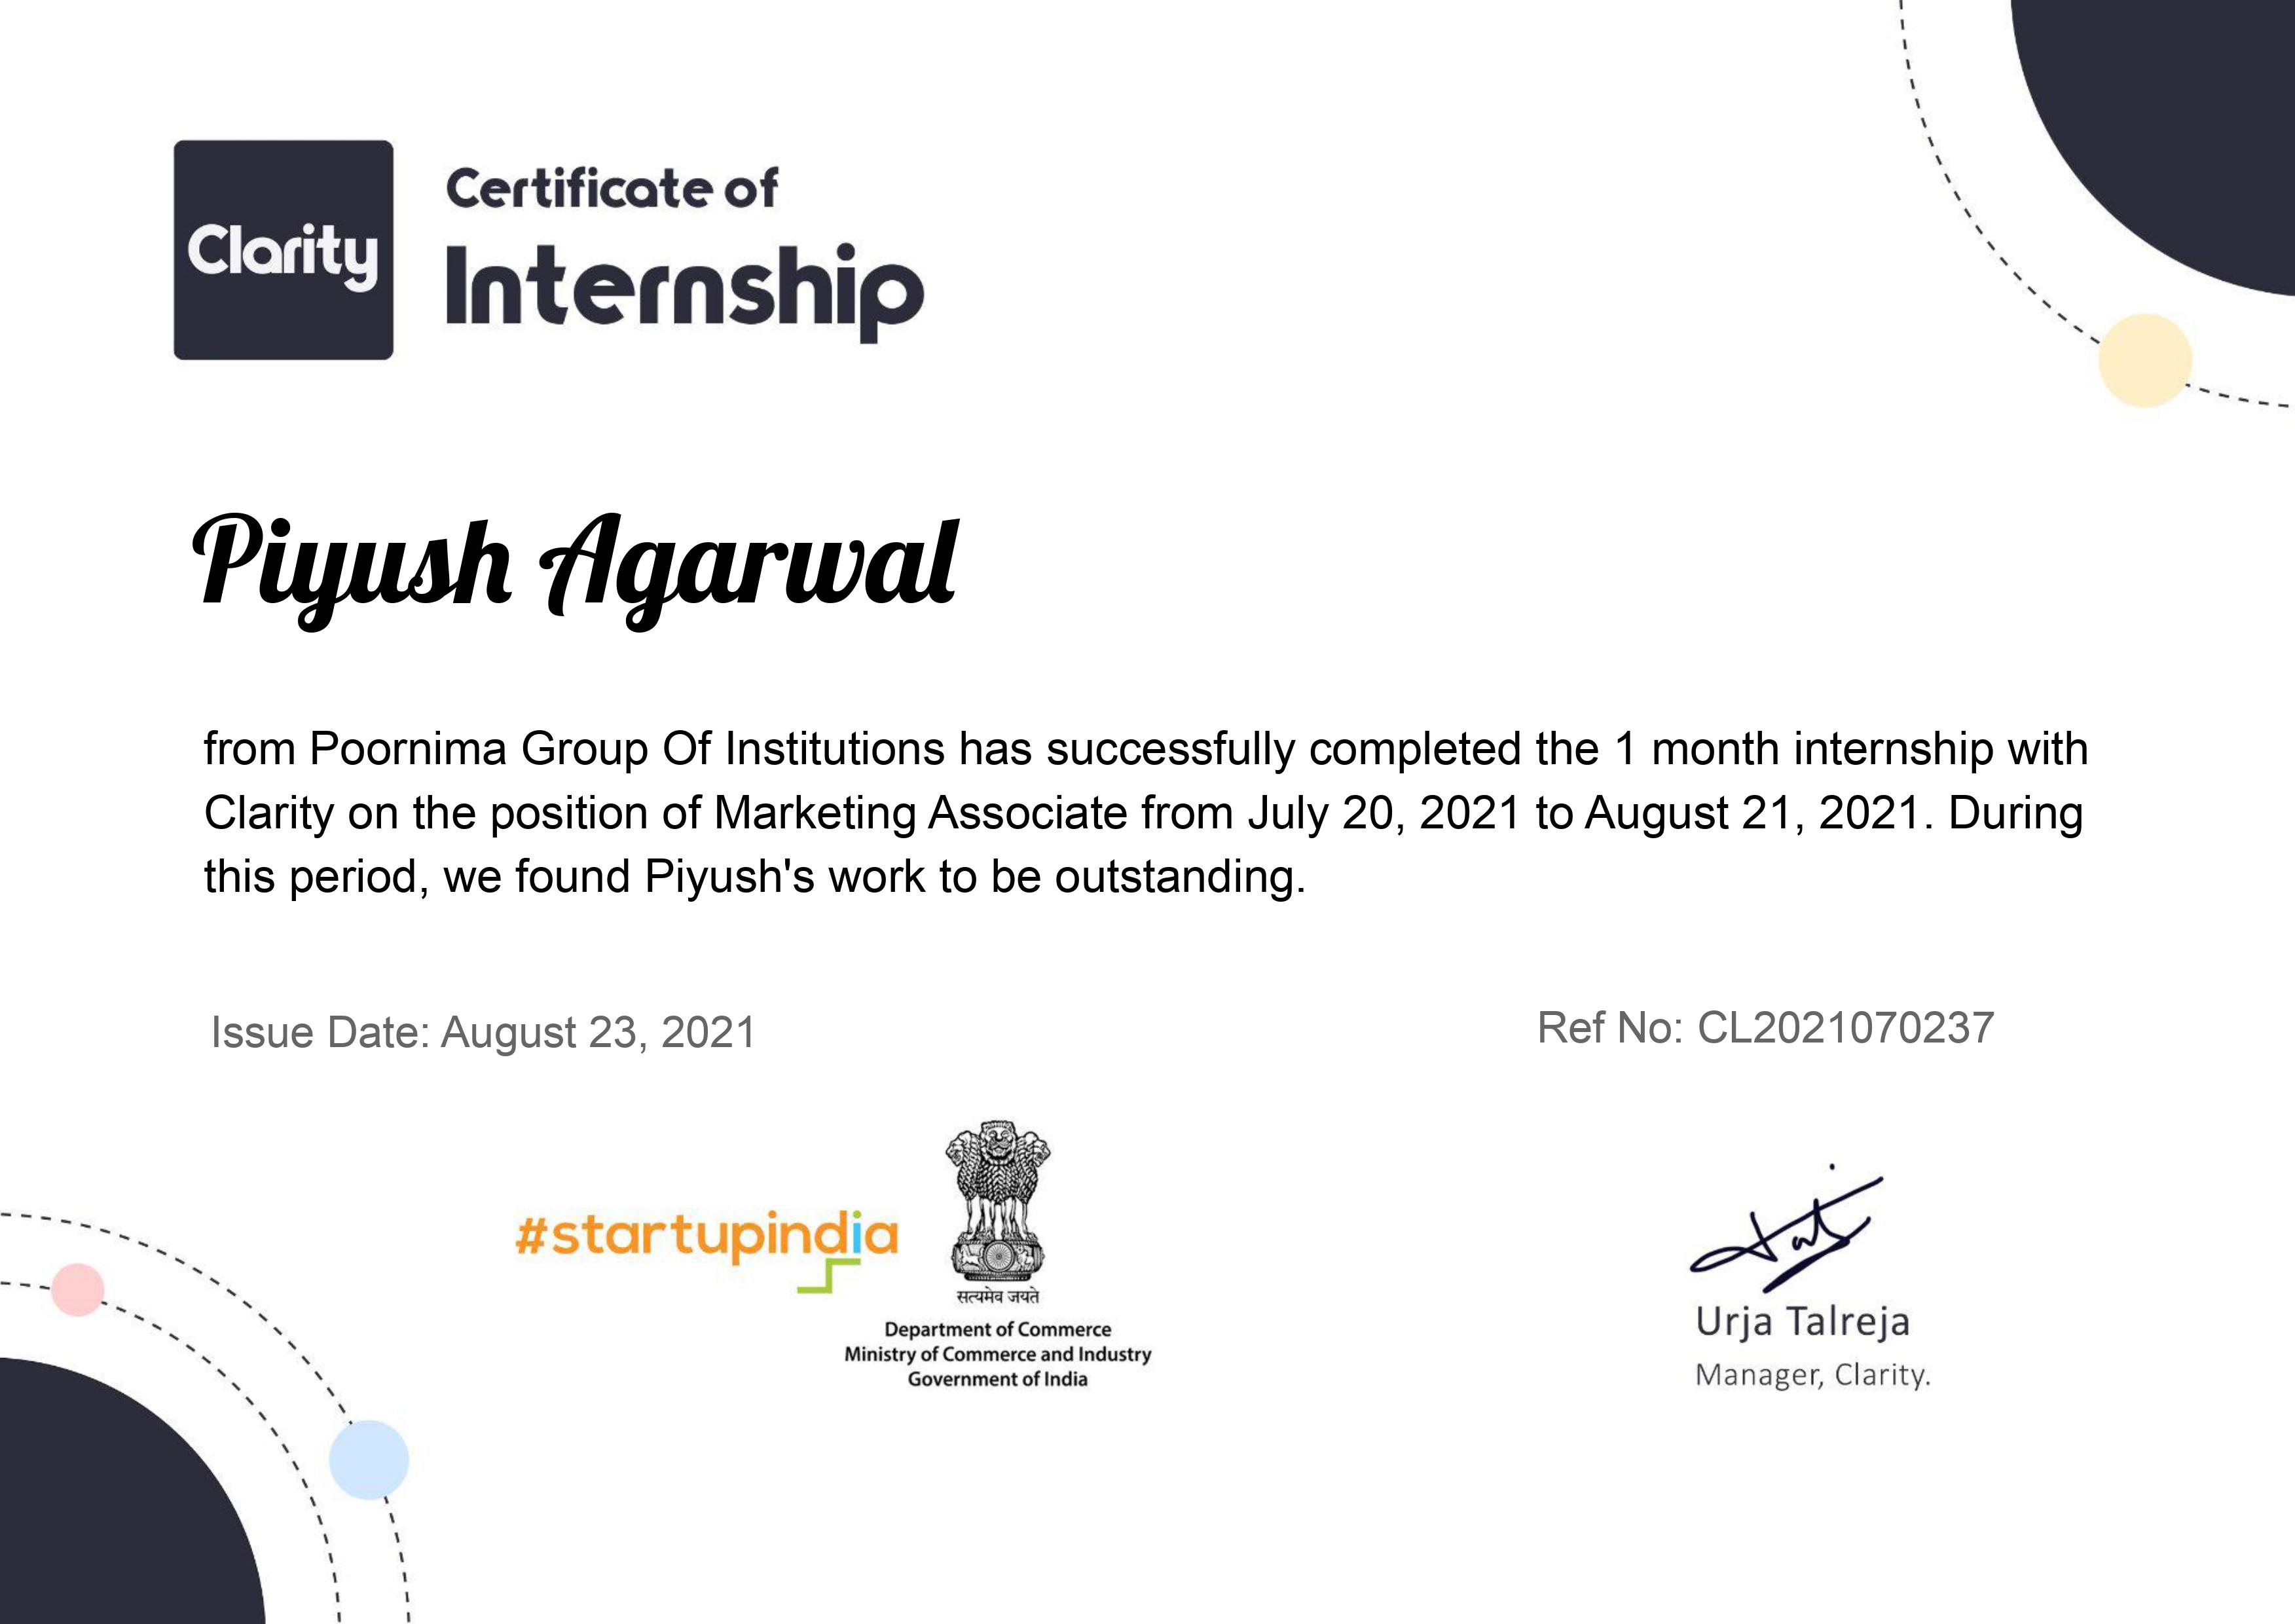 Clarity
Certificate of
Internship
Piyush Agarwal
from Poornima Group Of Institutions has successfully completed the 1 month internship with
Clarity on the position of Marketing Associate from July 20, 2021 to August 21, 2021. During
this period, we found Piyush's work to be outstanding.
Issue Date: August 23, 2021
Ref No: CL2021070237
#startupindia
सत्यमेव जयते
Department of Commerce
Ministry of Commerce and Industry
Government of India
Urja Talreja
Manager, Clarity.